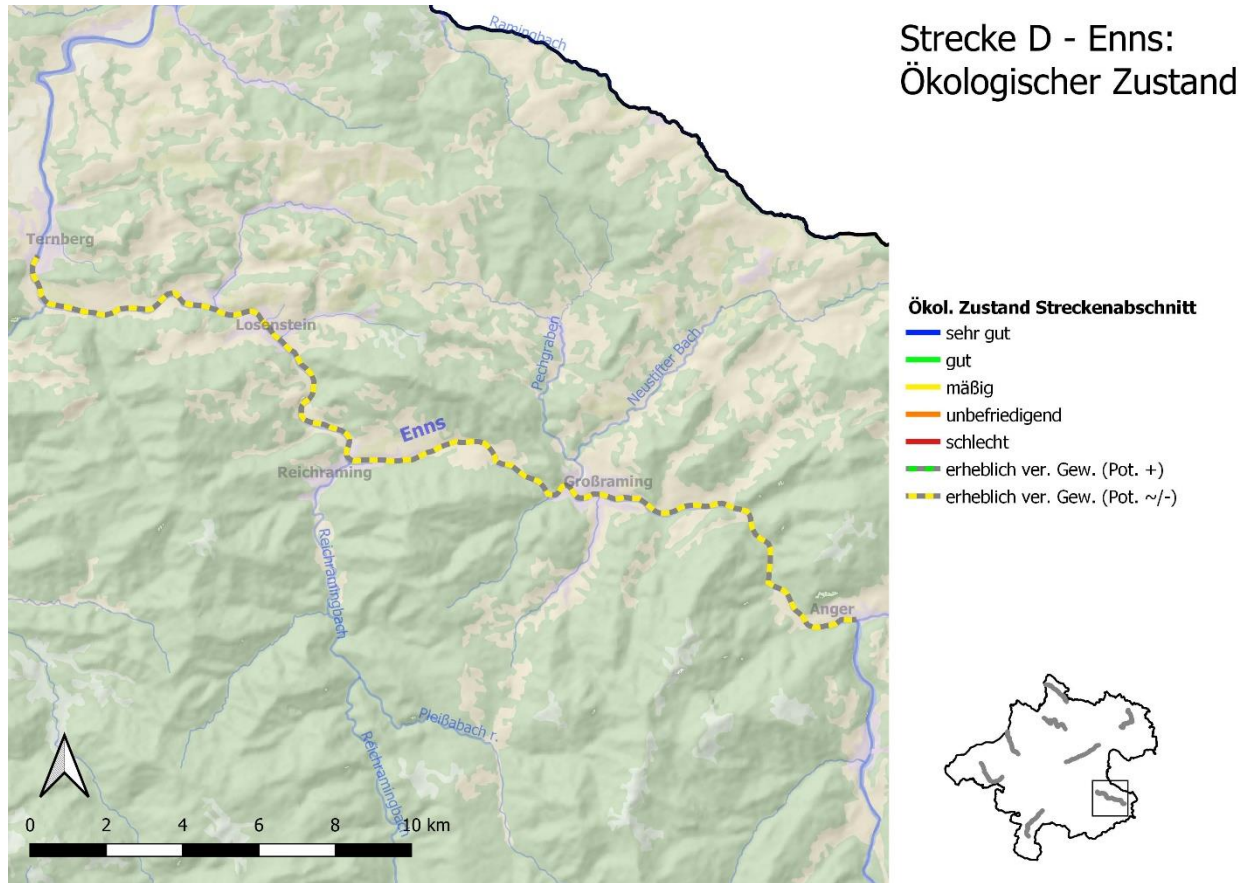 Strecke D - Enns:
Ökologischer Zustand
Ramingbach
Ternberg
Losenstein
Pechgraben
Neustifter Bach
Enns
Reichraming
Großraming
Reichramingbach
Anger
Pleißabach r.
Reichramingbach
Ökol. Zustand Streckenabschnitt
sehr gut
gut
mäßig
unbefriedigend
schlecht
erheblich ver. Gew. (Pot. +)
erheblich ver. Gew. (Pot. ~/-)
0 2 4 6 8 10 km